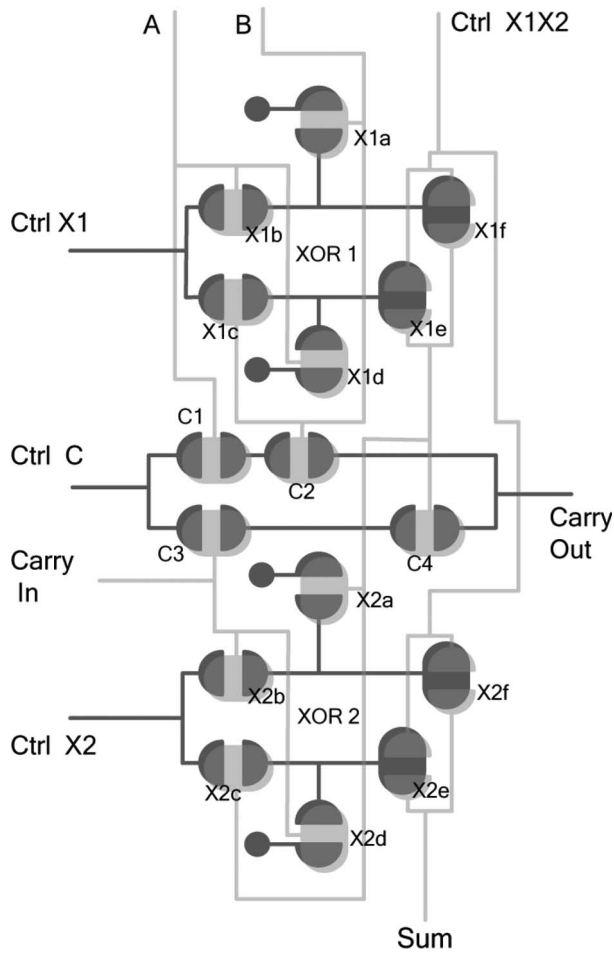 A
B
Ctrl X1X2
X1a
Ctrl X1
X1b
X1f
XOR 1
X1c
X1e
X1d
C1
Ctrl C
C2
C3
C4
Carry
Out
Carry
In
X2a
X2b
X2f
XOR 2
Ctrl X2
X2c
X2e
X2d
Sum